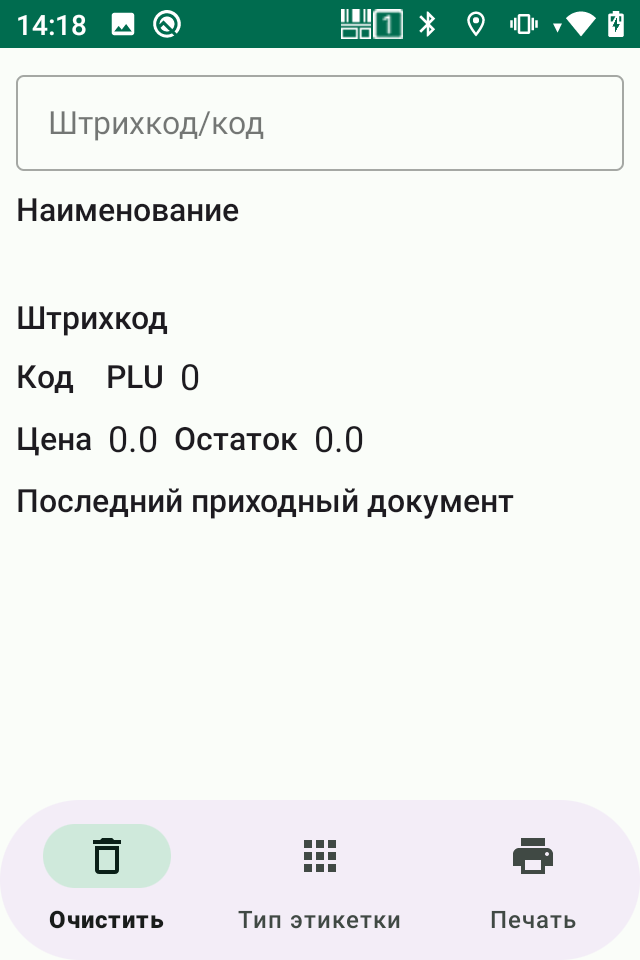 14:18 1
Штрихкод/код
Наименование
Штрихкод
Код PLU 0
Цена 0.0 Остаток 0.0
Последний приходный документ
Очистить Тип этикетки Печать